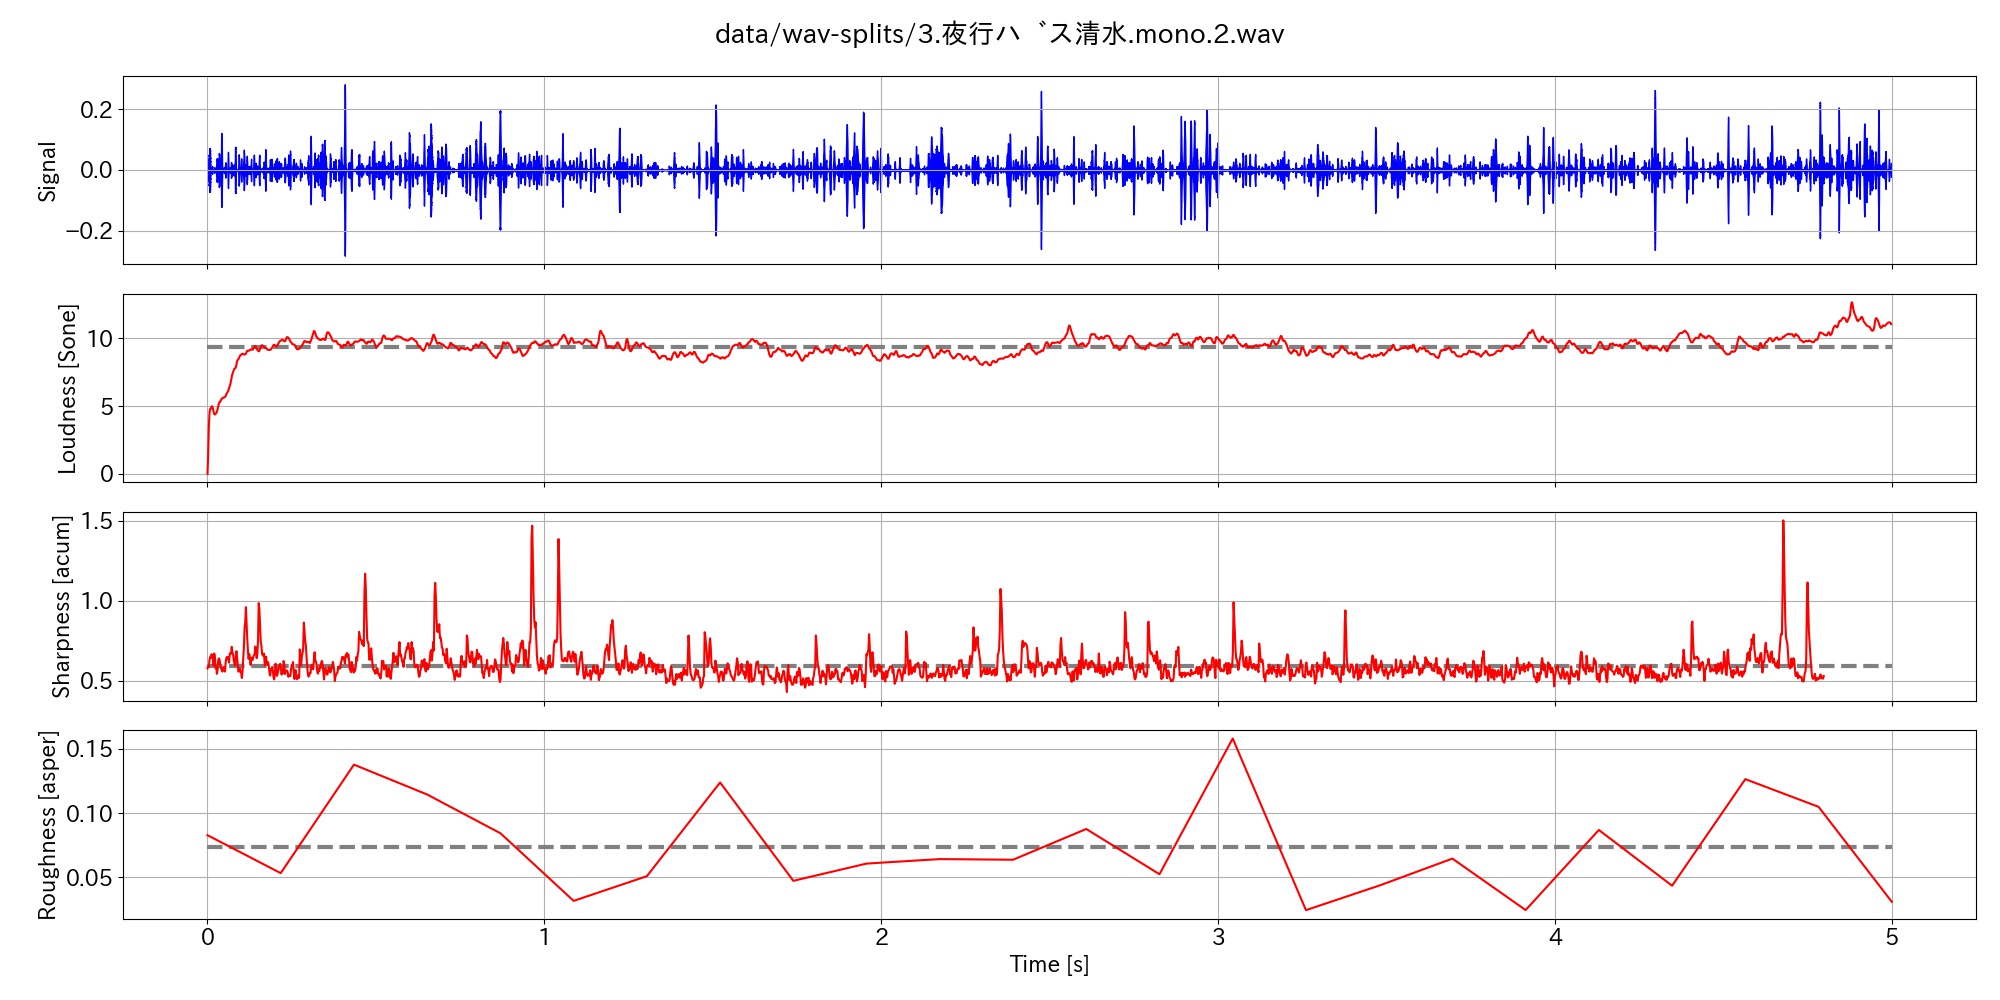 data/wav-splits/3.夜行バス清水.mono.2.wav
Signal
0.2
0.0
−0.2
Loudness [Sone]
10
5
0
Sharpness [acum]
1.5
1.0
0.5
Roughness [asper]
0.15
0.10
0.05
0 1 2 3 4 5
Time [s]